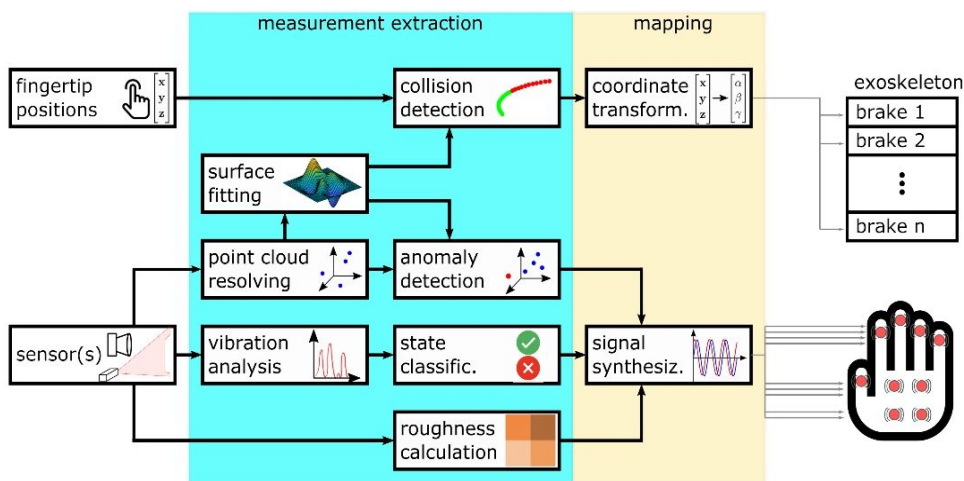 measurement extraction
mapping
fingertip
positions
x
y
z
collision
detection
coordinate
transform.
x
y
z
α
β
γ
exoskeleton
brake 1
brake 2
brake n
surface
fitting
point cloud
resolving
anomaly
detection
sensor(s)
vibration
analysis
state
classific.
signal
synthesiz.
roughness
calculation